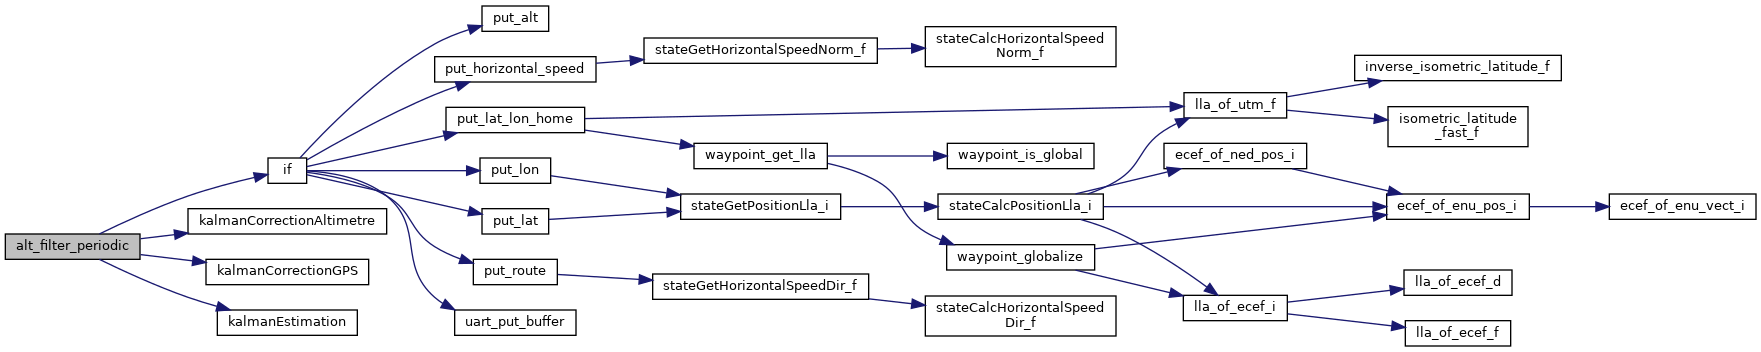 alt_filter_periodic
if
kalmanCorrectionAltimetre
kalmanCorrectionGPS
kalmanEstimation
put_alt
put_horizontal_speed
put_lat_lon_home
put_lon
put_lat
put_route
uart_put_buffer
stateGetHorizontalSpeedNorm_f
waypoint_get_lla
stateGetPositionLla_i
stateGetHorizontalSpeedDir_f
stateCalcHorizontalSpeed
Norm_f
waypoint_is_global
stateCalcPositionLla_i
waypoint_globalize
stateCalcHorizontalSpeed
Dir_f
lla_of_utm_f
ecef_of_ned_pos_i
lla_of_ecef_i
inverse_isometric_latitude_f
isometric_latitude
_fast_f
ecef_of_enu_pos_i
lla_of_ecef_d
lla_of_ecef_f
ecef_of_enu_vect_i